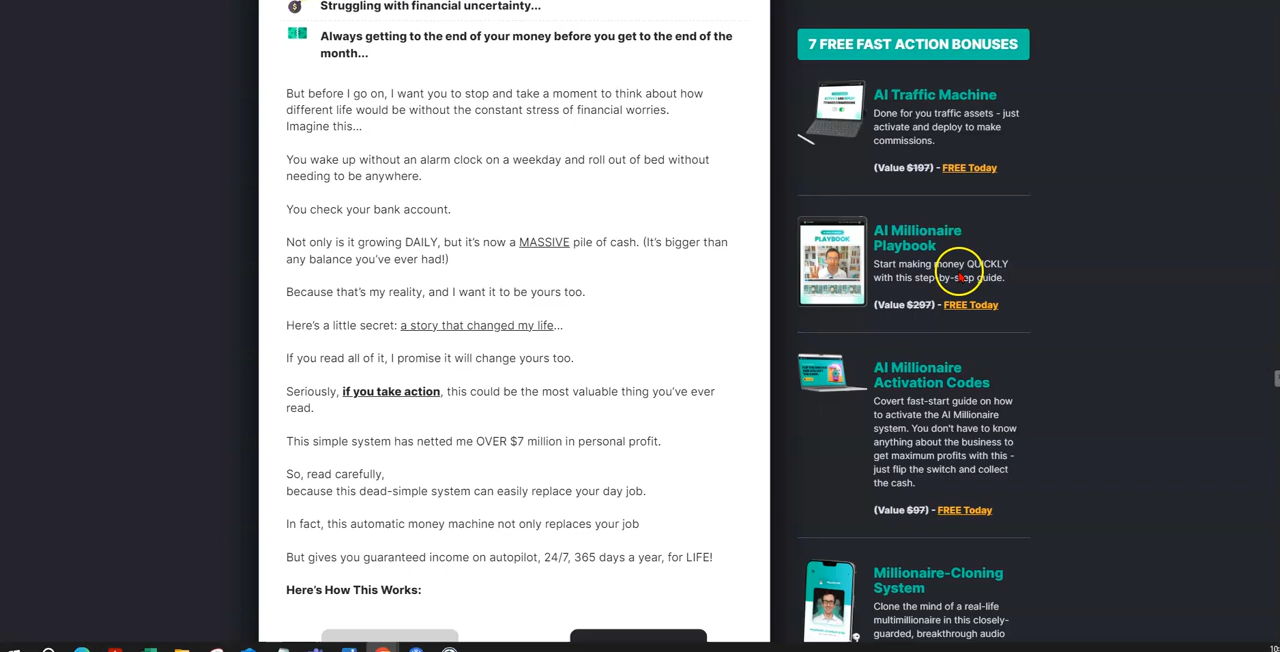 Struggling with financial uncertainty...
Always getting to the end of your money before you get to the end of the
month...
But before I go on, I want you to stop and take a moment to think about how
different life would be without the constant stress of financial worries.
Imagine this...
You wake up without an alarm clock on a weekday and roll out of bed without
needing to be anywhere.
You check your bank account.
Not only is it growing DAILY, but it's now a MASSIVE pile of cash. (It's bigger than
any balance you've ever had!)
Because that's my reality, and I want it to be yours too.
Here's a little secret: a story that changed my life...
If you read all of it, I promise it will change yours too.
Seriously, if you take action, this could be the most valuable thing you've ever
read.
This simple system has netted me OVER $7 million in personal profit.
So, read carefully,
because this dead-simple system can easily replace your day job.
In fact, this automatic money machine not only replaces your job
But gives you guaranteed income on autopilot, 24/7, 365 days a year, for LIFE!
Here's How This Works:
7 FREE FAST ACTION BONUSES
AI Traffic Machine
Done for you traffic assets - just
activate and deploy to make
commissions.
(Value $197) - FREE Today
AI Millionaire
Playbook
PLAYBOOK
Start making money QUICKLY
with this step-by-step guide.
(Value $297) - FREE Today
AI Millionaire
Activation Codes
Covert fast-start guide on how
to activate the AI Millionaire
system. You don't have to know
anything about the business to
get maximum profits with this -
just flip the switch and collect
the cash.
(Value $97) - FREE Today
Millionaire-Cloning
System
Clone the mind of a real-life
multimillionaire in this closely-
guarded, breakthrough audio